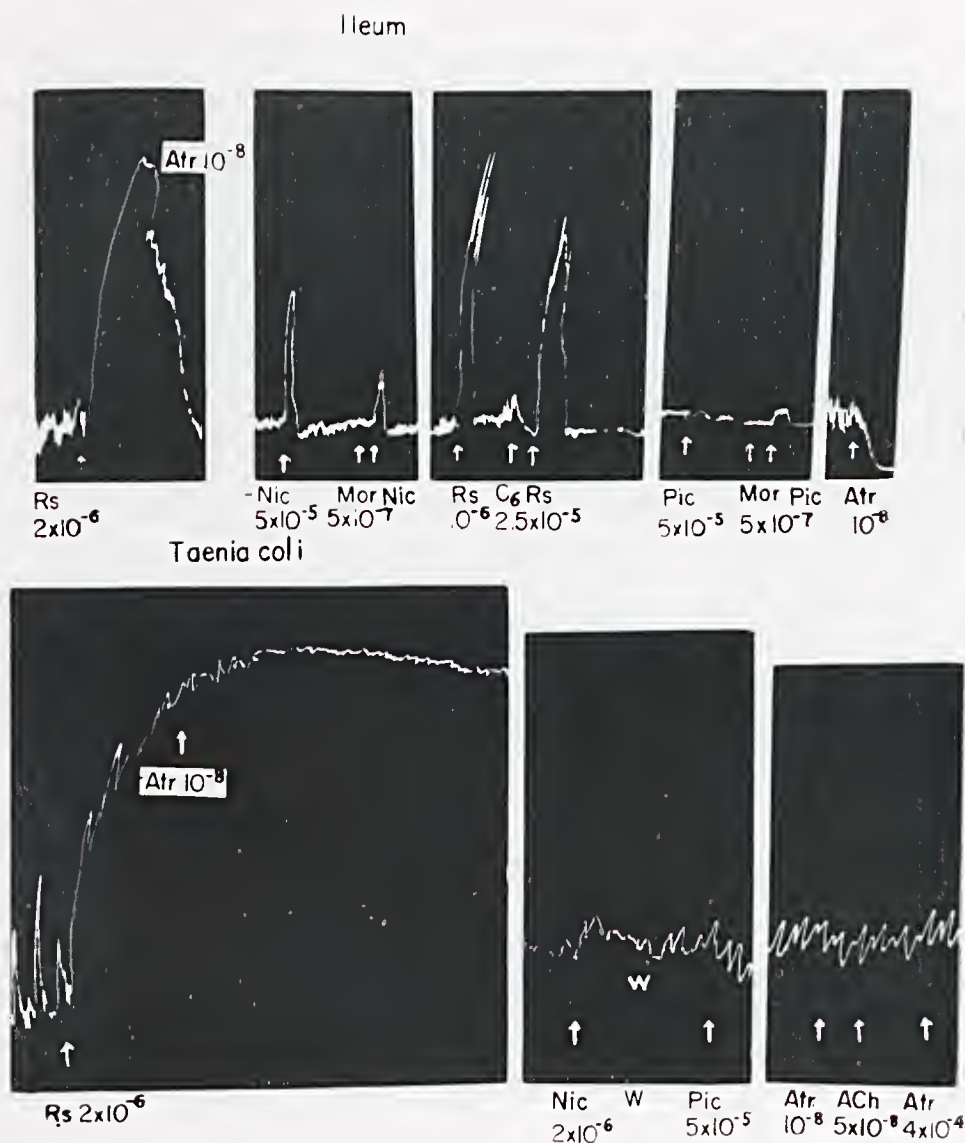 Ileum
Atr 10⁻⁸
Rs
2x10⁻⁶
-Nic Mor Nic
5x10⁻⁵ 5x10⁻⁷
Rs C₆ Rs
.0⁻⁶ 2.5x10⁻⁵
Pic Mor Pic
5x10⁻⁵ 5x10⁻⁷
Atr
10⁻⁸
Taenia coli
Atr 10⁻⁸
Rs 2x10⁻⁶
W
Nic W Pic
2x10⁻⁶ 5x10⁻⁵
Atr. ACh Atr
10⁻⁸ 5x10⁻⁸ 4x10⁻⁴